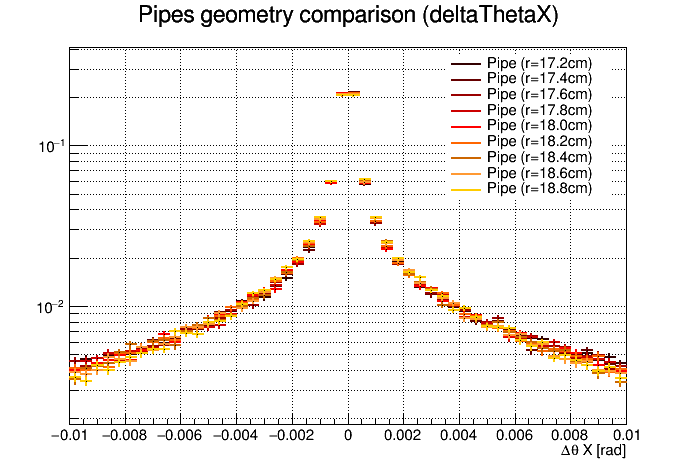 Pipes geometry comparison (deltaThetaX)
Pipe (r=17.2cm)
Pipe (r=17.4cm)
Pipe (r=17.6cm)
Pipe (r=17.8cm)
Pipe (r=18.0cm)
Pipe (r=18.2cm)
Pipe (r=18.4cm)
Pipe (r=18.6cm)
Pipe (r=18.8cm)
10⁻¹
10⁻²
−0.01 −0.008 −0.006 −0.004 −0.002 0 0.002 0.004 0.006 0.008 0.01
Δθ X [rad]